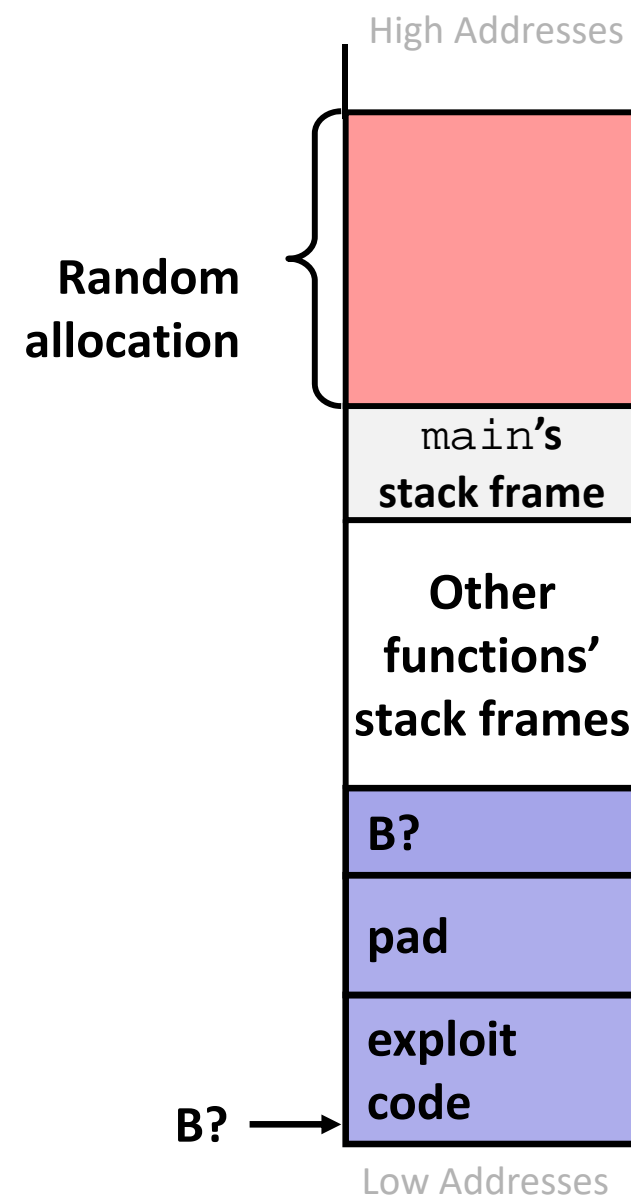 High Addresses
Random
allocation
main’s
stack frame
Other
functions’
stack frames
B?
pad
exploit
code
B?
Low Addresses